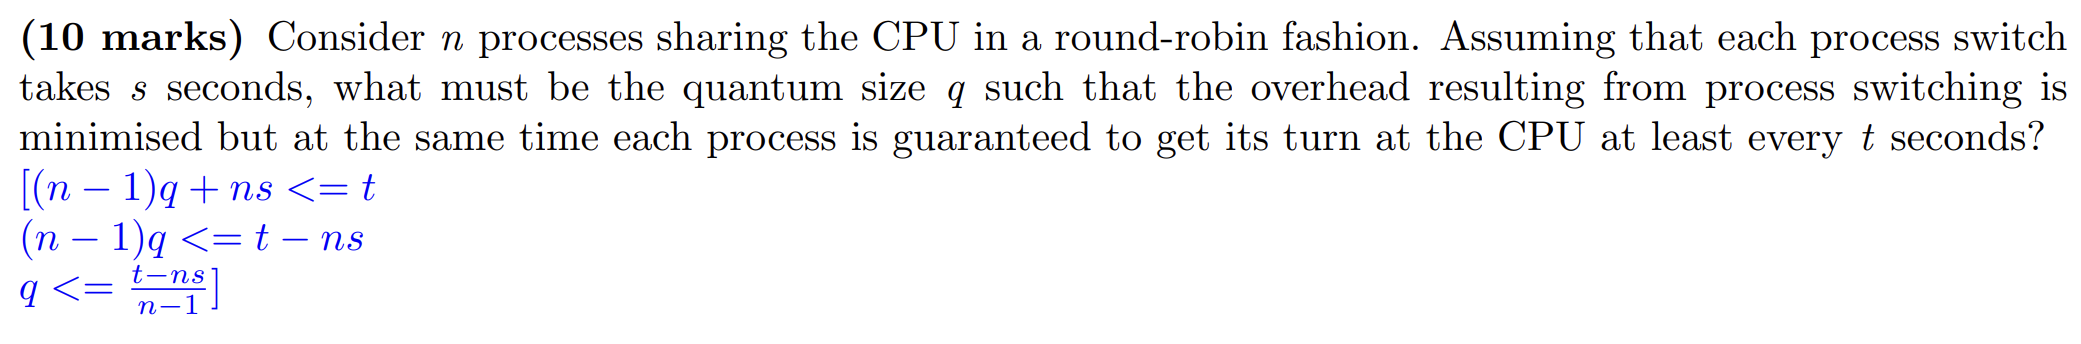 (10 marks) Consider n processes sharing the CPU in a round-robin fashion. Assuming that each process switch
takes s seconds, what must be the quantum size q such that the overhead resulting from process switching is
minimised but at the same time each process is guaranteed to get its turn at the CPU at least every t seconds?
[(n − 1)q + ns <= t
(n − 1)q <= t − ns
q <= \frac{t−ns}{n−1}]